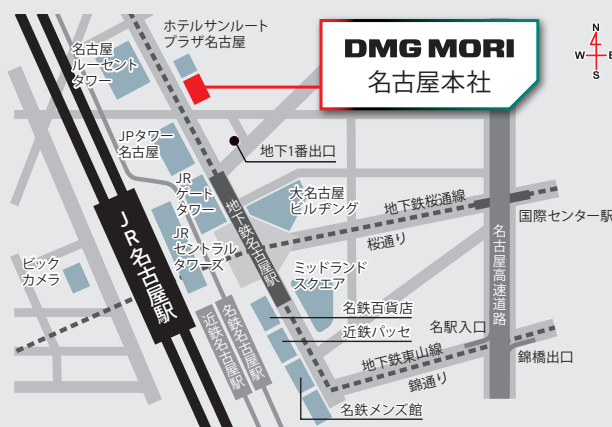 ホテルサンルート
プラザ名古屋
名古屋
ルーセント
タワー
DMG MORI
名古屋本社
N
W
E
S
JPタワー
名古屋
地下1番出口
JR
ゲート
タワー
大名古屋
ビルヂング
地下鉄桜通線
国際センター駅
桜通り
地下鉄名古屋駅
JR名古屋駅
JR
セントラル
タワーズ
名古屋高速道路
ビック
カメラ
ミッドランド
スクエア
名鉄百貨店
近鉄パッセ
名駅入口
地下鉄東山線
錦橋出口
名鉄名古屋駅
近鉄名古屋駅
錦通り
名鉄メンズ館